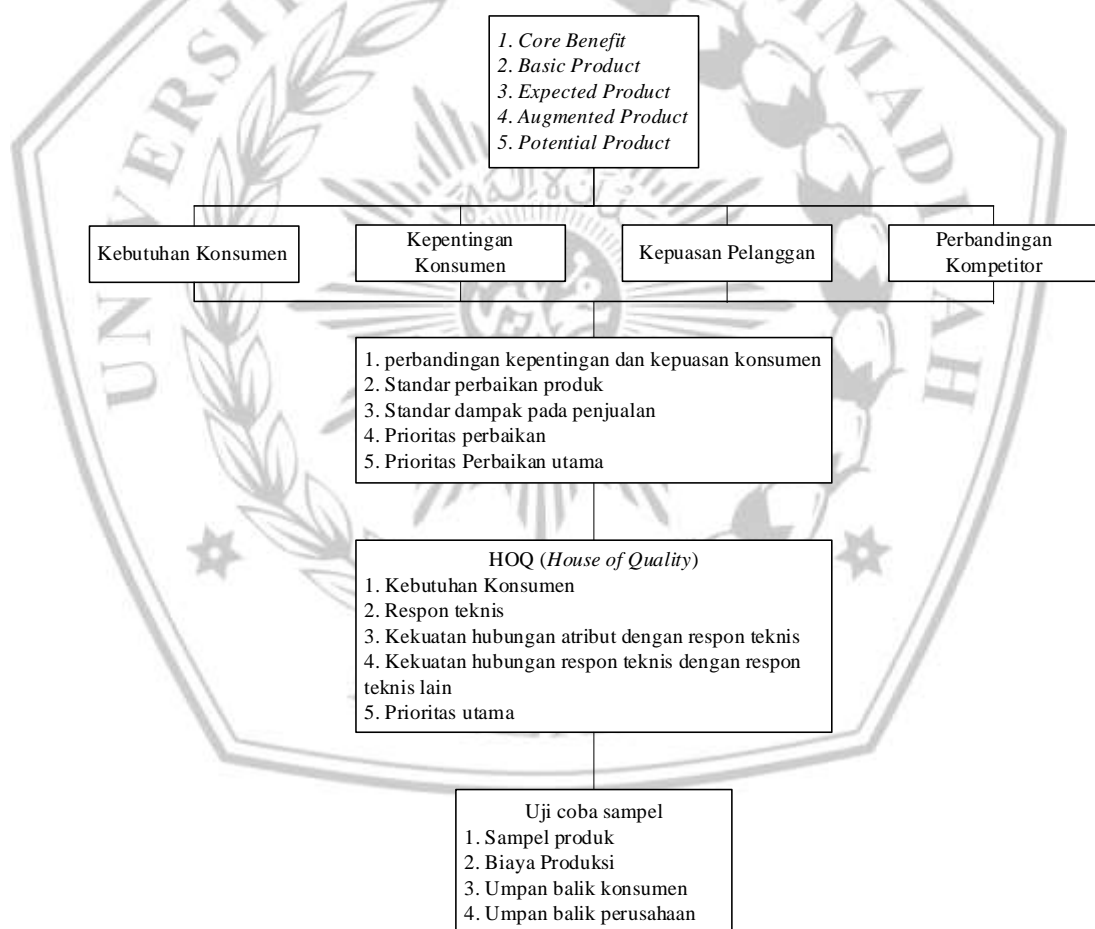 UNIVERSI
MMADI
AH
1. Core Benefit
2. Basic Product
3. Expected Product
4. Augmented Product
5. Potential Product
Kebutuhan Konsumen
Kepentingan
Konsumen
Kepuasan Pelanggan
Perbandingan
Kompetitor
1. perbandingan kepentingan dan kepuasan konsumen
2. Standar perbaikan produk
3. Standar dampak pada penjualan
4. Prioritas perbaikan
5. Prioritas Perbaikan utama
HOQ (House of Quality)
1. Kebutuhan Konsumen
2. Respon teknis
3. Kekuatan hubungan atribut dengan respon teknis
4. Kekuatan hubungan respon teknis dengan respon
teknis lain
5. Prioritas utama
Uji coba sampel
1. Sampel produk
2. Biaya Produksi
3. Umpan balik konsumen
4. Umpan balik perusahaan